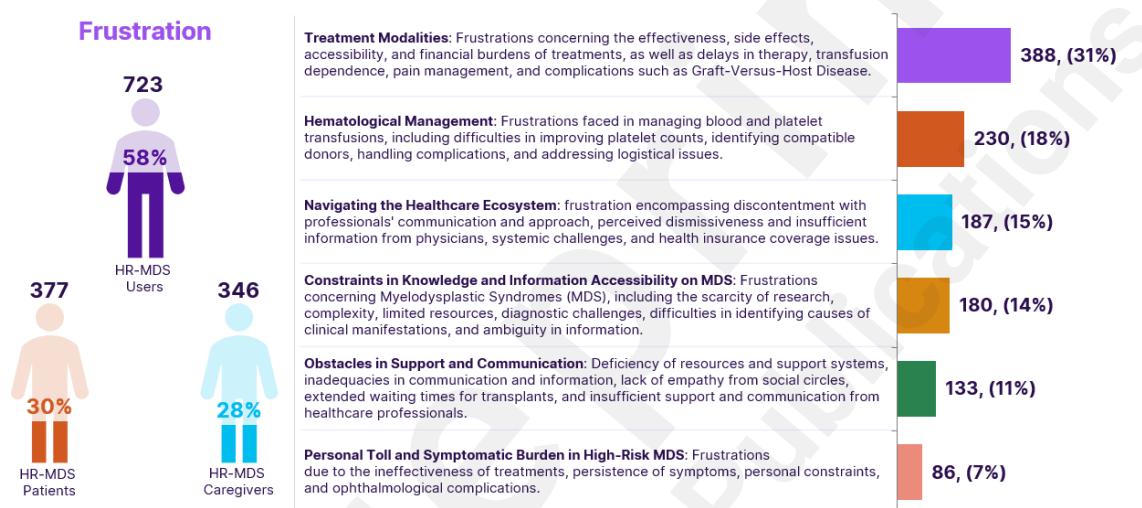 Frustration
723
58%
HR-MDS
Users
377
30%
HR-MDS
Patients
346
28%
HR-MDS
Caregivers
Treatment Modalities: Frustrations concerning the effectiveness, side effects,
accessibility, and financial burdens of treatments, as well as delays in therapy, transfusion
dependence, pain management, and complications such as Graft-Versus-Host Disease.
388, (31%)
Hematological Management: Frustrations faced in managing blood and platelet
transfusions, including difficulties in improving platelet counts, identifying compatible
donors, handling complications, and addressing logistical issues.
230, (18%)
Navigating the Healthcare Ecosystem: frustration encompassing discontentment with
professionals' communication and approach, perceived dismissiveness and insufficient
information from physicians, systemic challenges, and health insurance coverage issues.
187, (15%)
Constraints in Knowledge and Information Accessibility on MDS: Frustrations
concerning Myelodysplastic Syndromes (MDS), including the scarcity of research,
complexity, limited resources, diagnostic challenges, difficulties in identifying causes of
clinical manifestations, and ambiguity in information.
180, (14%)
Obstacles in Support and Communication: Deficiency of resources and support systems,
inadequacies in communication and information, lack of empathy from social circles,
extended waiting times for transplants, and insufficient support and communication from
healthcare professionals.
133, (11%)
Personal Toll and Symptomatic Burden in High-Risk MDS: Frustrations
due to the ineffectiveness of treatments, persistence of symptoms, personal constraints,
and ophthalmological complications.
86, (7%)
Publications